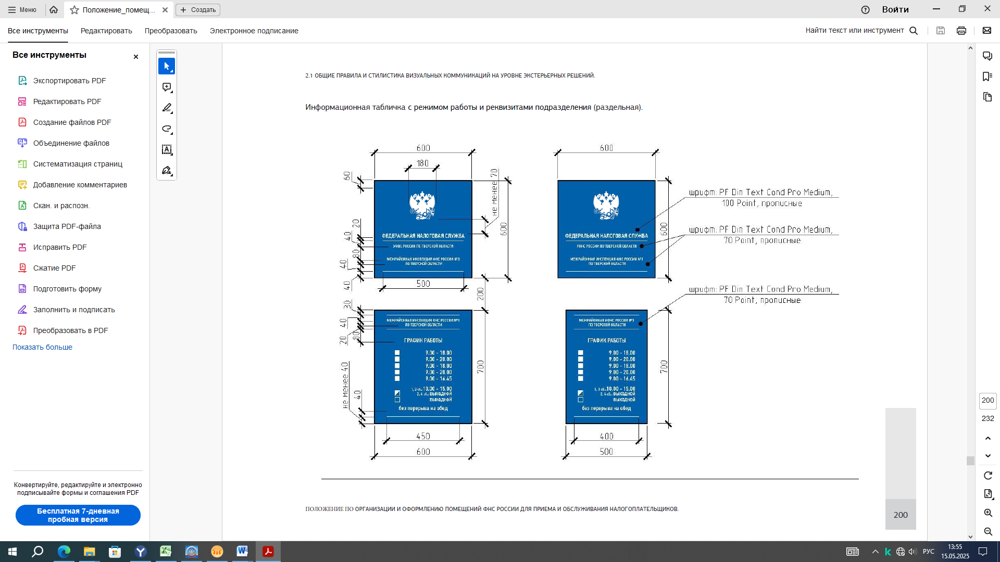 Меню
Положение_помещ...
Создать
Войти
Все инструменты
Редактировать
Преобразовать
Электронное подписание
Найти текст или инструмент
Все инструменты
Экспортировать PDF
Редактировать PDF
Создание файлов PDF
Объединение файлов
Систематизация страниц
Добавление комментариев
Скан. и распозн.
Защита PDF-файла
Исправить PDF
Сжатие PDF
Подготовить форму
Заполнить и подписать
Преобразовать в PDF
Показать больше
Конвертируйте, редактируйте и электронно
подписывайте формы и соглашения PDF
Бесплатная 7-дневная
пробная версия
2.1 ОБЩИЕ ПРАВИЛА И СТИЛИСТИКА ВИЗУАЛЬНЫХ КОММУНИКАЦИЙ НА УРОВНЕ ЭКСТЕРЬЕРНЫХ РЕШЕНИЙ.
Информационная табличка с режимом работы и реквизитами подразделения (раздельная).
600
180
60
не менее 70
600
20
40
80
40
40
ФЕДЕРАЛЬНАЯ НАЛОГОВАЯ СЛУЖБА
УФНС РОССИИ ПО ТВЕРСКОЙ ОБЛАСТИ
МЕЖРАЙОННАЯ ИНСПЕКЦИЯ ФНС РОССИИ №3
ПО ТВЕРСКОЙ ОБЛАСТИ
500
200
600
600
ФЕДЕРАЛЬНАЯ НАЛОГОВАЯ СЛУЖБА
УФНС РОССИИ ПО ТВЕРСКОЙ ОБЛАСТИ
МЕЖРАЙОННАЯ ИНСПЕКЦИЯ ФНС РОССИИ
ПО ТВЕРСКОЙ ОБЛАСТИ
шрифт: PF Din Text Cond Pro Medium,
100 Point, прописные
шрифт: PF Din Text Cond Pro Medium,
70 Point, прописные
шрифт: PF Din Text Cond Pro Medium,
70 Point, прописные
30
40
20
80
не менее 40
40
МЕЖРАЙОННАЯ ИНСПЕКЦИЯ ФНС РОССИИ №3
ПО ТВЕРСКОЙ ОБЛАСТИ
ГРАФИК РАБОТЫ
9.00 - 18.00
9.00 - 20.00
9.00 - 18.00
9.00 - 20.00
9.00 - 16.45
1, 3 сб. 10.00 - 15.00
2, 4 сб. ВЫХОДНОЙ
ВЫХОДНОЙ
без перерыва на обед
700
450
600
МЕЖРАЙОННАЯ ИФНС РОССИИ №3
ПО ТВЕРСКОЙ ОБЛАСТИ
ГРАФИК РАБОТЫ
9.00 - 18.00
9.00 - 20.00
9.00 - 18.00
9.00 - 20.00
9.00 - 16.45
1, 3 сб. 10.00 - 15.00
2, 4 сб. ВЫХОДНОЙ
ВЫХОДНОЙ
без перерыва на обед
700
400
500
ПОЛОЖЕНИЕ ПО ОРГАНИЗАЦИИ И ОФОРМЛЕНИЮ ПОМЕЩЕНИЙ ФНС РОССИИ ДЛЯ ПРИЕМА И ОБСЛУЖИВАНИЯ НАЛОГОПЛАТЕЛЬЩИКОВ.
200
200
232
РУС
13:55
15.05.2025